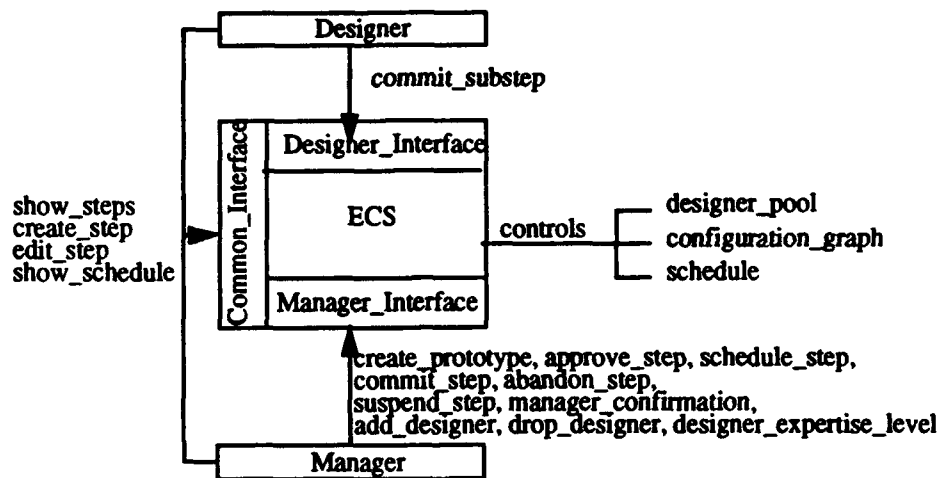 Designer
commit_substep
Common_Interface
Designer_Interface
ECS
Manager_Interface
show_steps
create_step
edit_step
show_schedule
controls
designer_pool
configuration_graph
schedule
create_prototype, approve_step, schedule_step,
commit_step, abandon_step,
suspend_step, manager_confirmation,
add_designer, drop_designer, designer_expertise_level
Manager